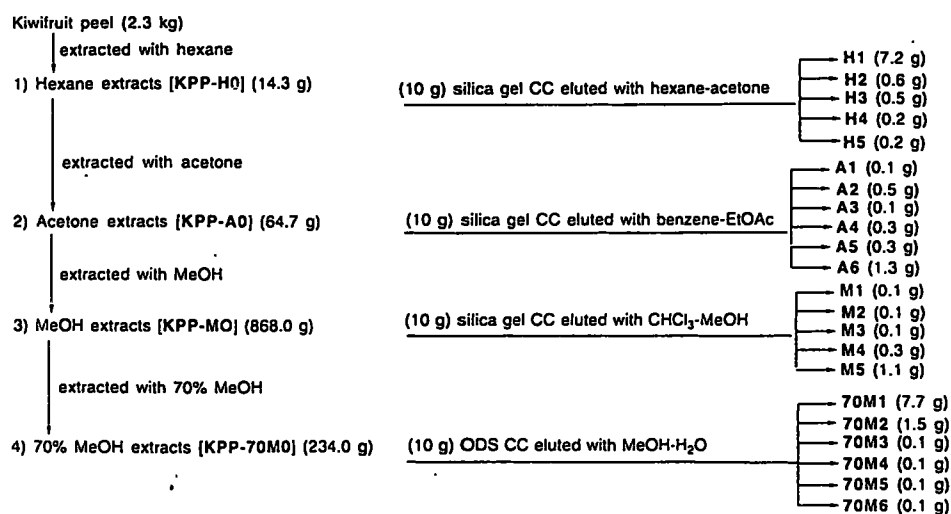 Kiwifruit peel (2.3 kg)
extracted with hexane
1) Hexane extracts [KPP-H0] (14.3 g)
(10 g) silica gel CC eluted with hexane-acetone
H1 (7.2 g)
H2 (0.6 g)
H3 (0.5 g)
H4 (0.2 g)
H5 (0.2 g)
extracted with acetone
2) Acetone extracts [KPP-A0] (64.7 g)
(10 g) silica gel CC eluted with benzene-EtOAc
A1 (0.1 g)
A2 (0.5 g)
A3 (0.1 g)
A4 (0.3 g)
A5 (0.3 g)
A6 (1.3 g)
extracted with MeOH
3) MeOH extracts [KPP-MO] (868.0 g)
(10 g) silica gel CC eluted with CHCl₃-MeOH
M1 (0.1 g)
M2 (0.1 g)
M3 (0.1 g)
M4 (0.3 g)
M5 (1.1 g)
extracted with 70% MeOH
4) 70% MeOH extracts [KPP-70M0] (234.0 g)
(10 g) ODS CC eluted with MeOH-H₂O
70M1 (7.7 g)
70M2 (1.5 g)
70M3 (0.1 g)
70M4 (0.1 g)
70M5 (0.1 g)
70M6 (0.1 g)